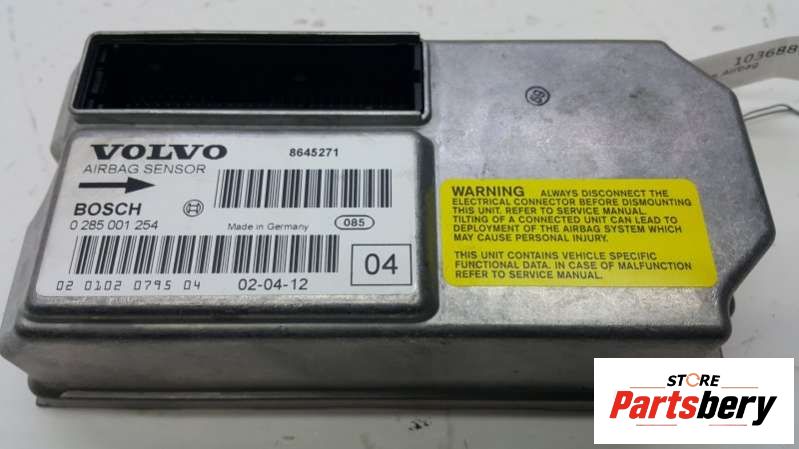 VOLVO
AIRBAG SENSOR
8645271
BOSCH
0 285 001 254
Made in Germany
085
04
02 0102 0795 04
02-04-12
WARNING ALWAYS DISCONNECT THE
ELECTRICAL CONNECTOR BEFORE DISMOUNTING
THIS UNIT. REFER TO SERVICE MANUAL.
TILTING OF A CONNECTED UNIT CAN LEAD TO
DEPLOYMENT OF THE AIRBAG SYSTEM WHICH
MAY CAUSE PERSONAL INJURY.
THIS UNIT CONTAINS VEHICLE SPECIFIC
FUNCTIONAL DATA. IN CASE OF MALFUNCTION
REFER TO SERVICE MANUAL.
103688
Airbag
STORE
Partsbery